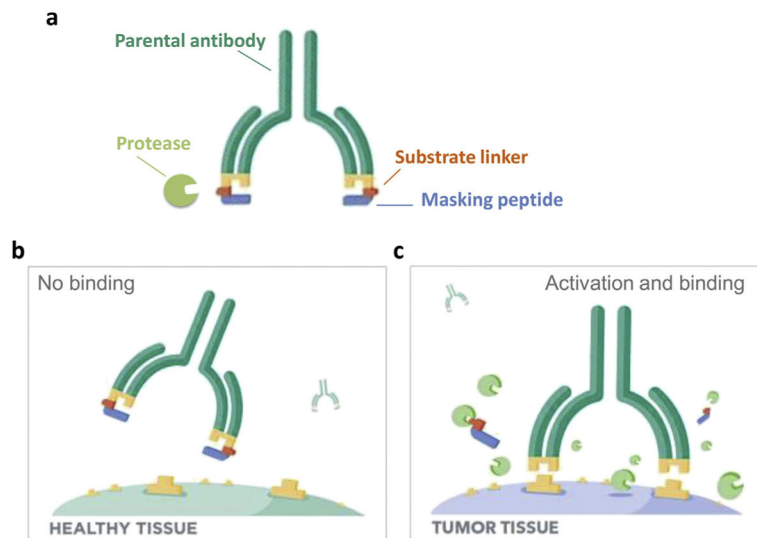 a
Parental antibody
Protease
Substrate linker
Masking peptide
b
No binding
HEALTHY TISSUE
c
Activation and binding
TUMOR TISSUE